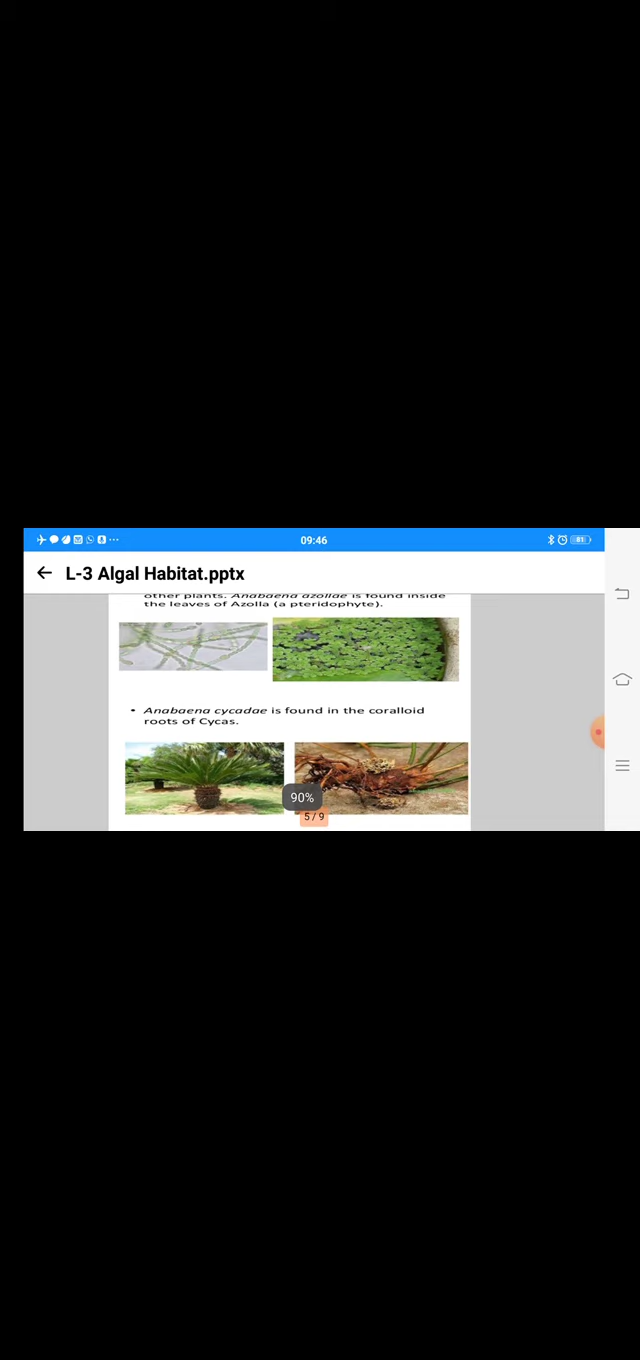 09:46
81
L-3 Algal Habitat.pptx
other plants. Anabaena azollae is found inside
the leaves of Azolla (a pteridophyte).
• Anabaena cycadae is found in the coralloid
roots of Cycas.
90%
5 / 9